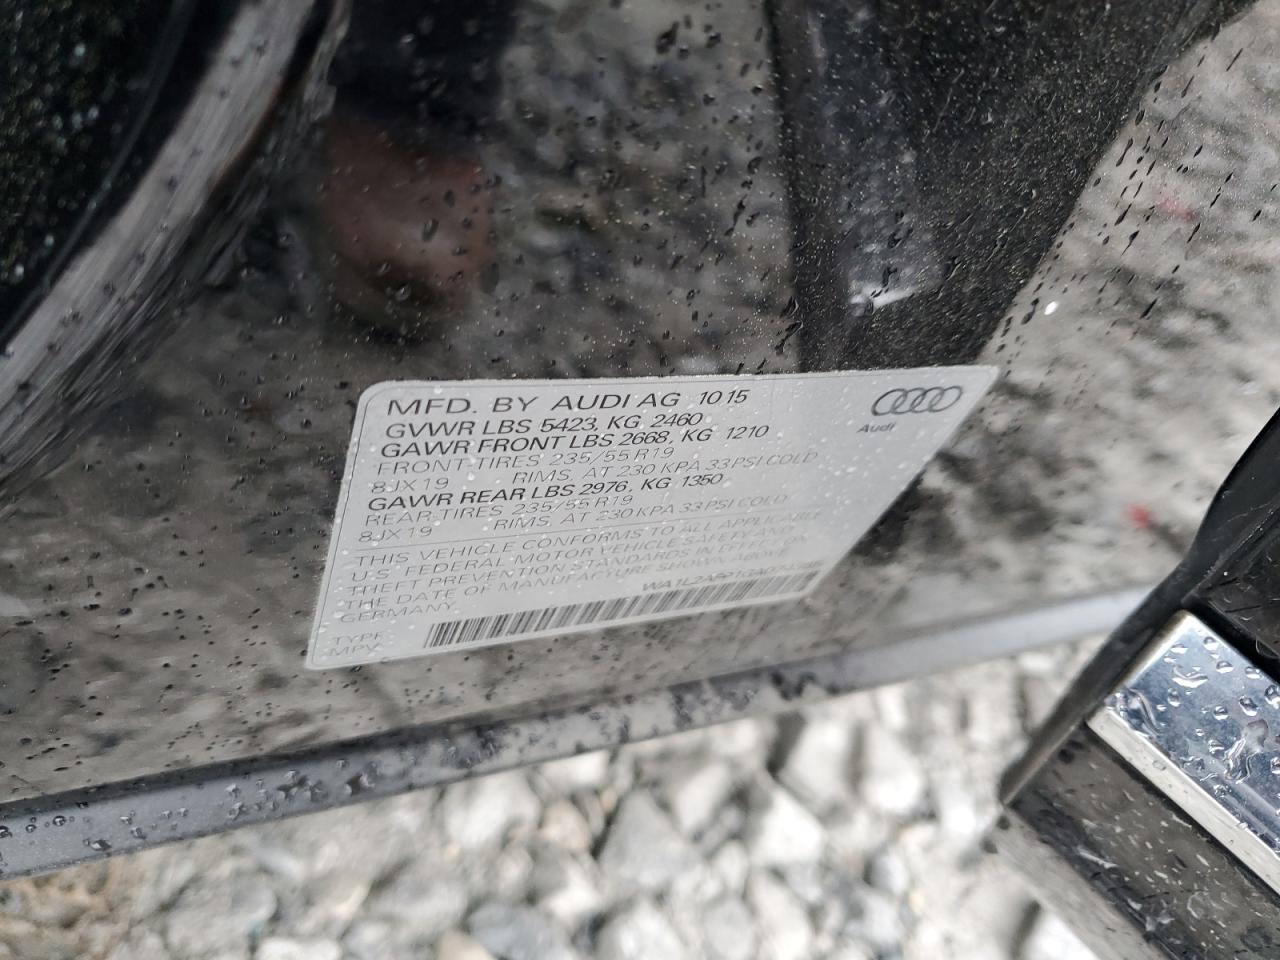 MFD. BY AUDI AG 10 15
GVWR LBS 5423, KG 2460
GAWR FRONT LBS 2668, KG 1210
FRONT TIRES 235/55 R19
8JX19 RIMS, AT 230 KPA 33 PSI COLD
GAWR REAR LBS 2976, KG 1350
REAR TIRES 235/55 R19
8JX19 RIMS, AT 230 KPA 33 PSI COLD
THIS VEHICLE CONFORMS TO ALL APPLICABLE
U.S. FEDERAL MOTOR VEHICLE SAFETY AND
THEFT PREVENTION STANDARDS IN EFFECT ON
THE DATE OF MANUFACTURE SHOWN ABOVE
GERMANY
TYPE
MPV
Audi